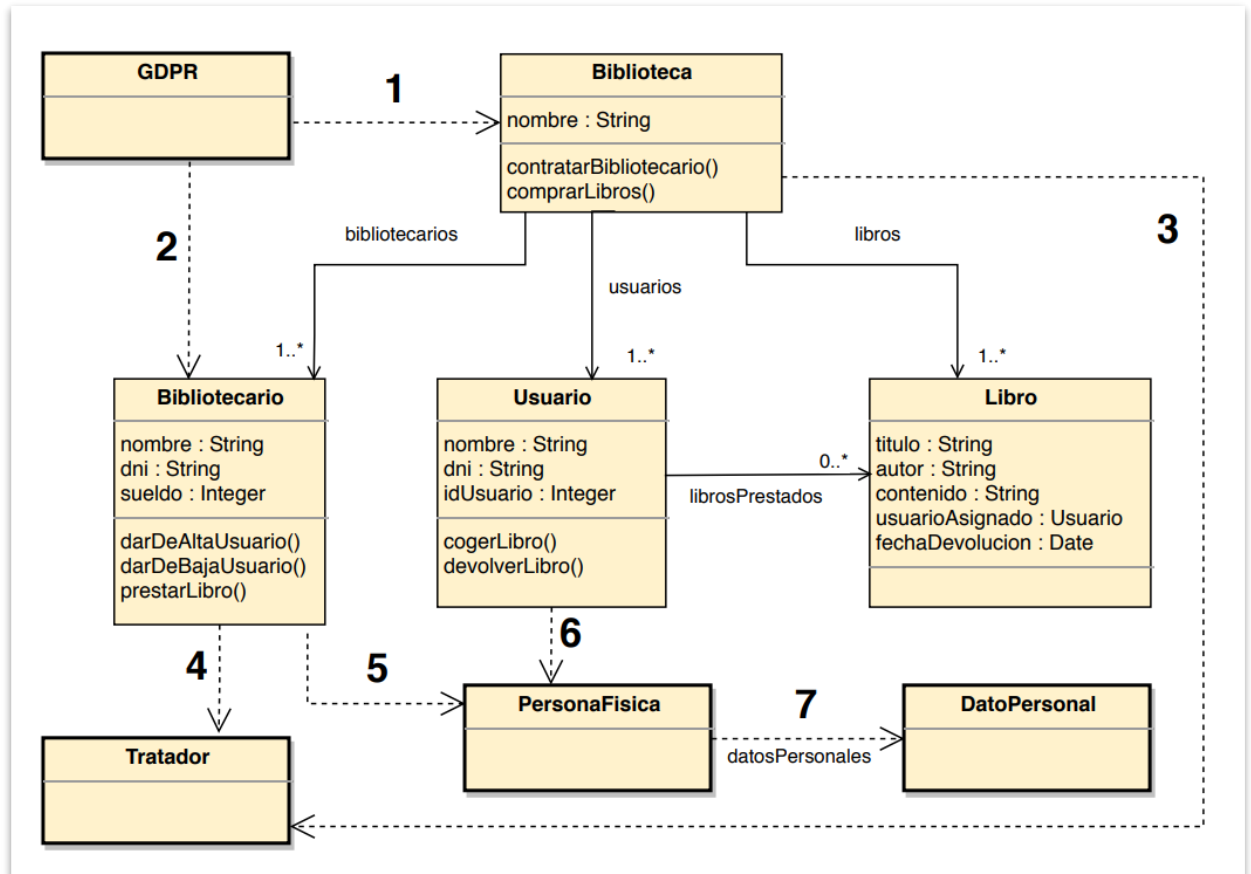 GDPR
1
Biblioteca
nombre : String
contratarBibliotecario()
comprarLibros()
2
3
bibliotecarios
usuarios
libros
1..*
1..*
1..*
Bibliotecario
nombre : String
dni : String
sueldo : Integer
darDeAltaUsuario()
darDeBajaUsuario()
prestarLibro()
Usuario
nombre : String
dni : String
idUsuario : Integer
cogerLibro()
devolverLibro()
0..*
librosPrestados
Libro
titulo : String
autor : String
contenido : String
usuarioAsignado : Usuario
fechaDevolucion : Date
4
5
6
PersonaFisica
7
datosPersonales
DatoPersonal
Tratador